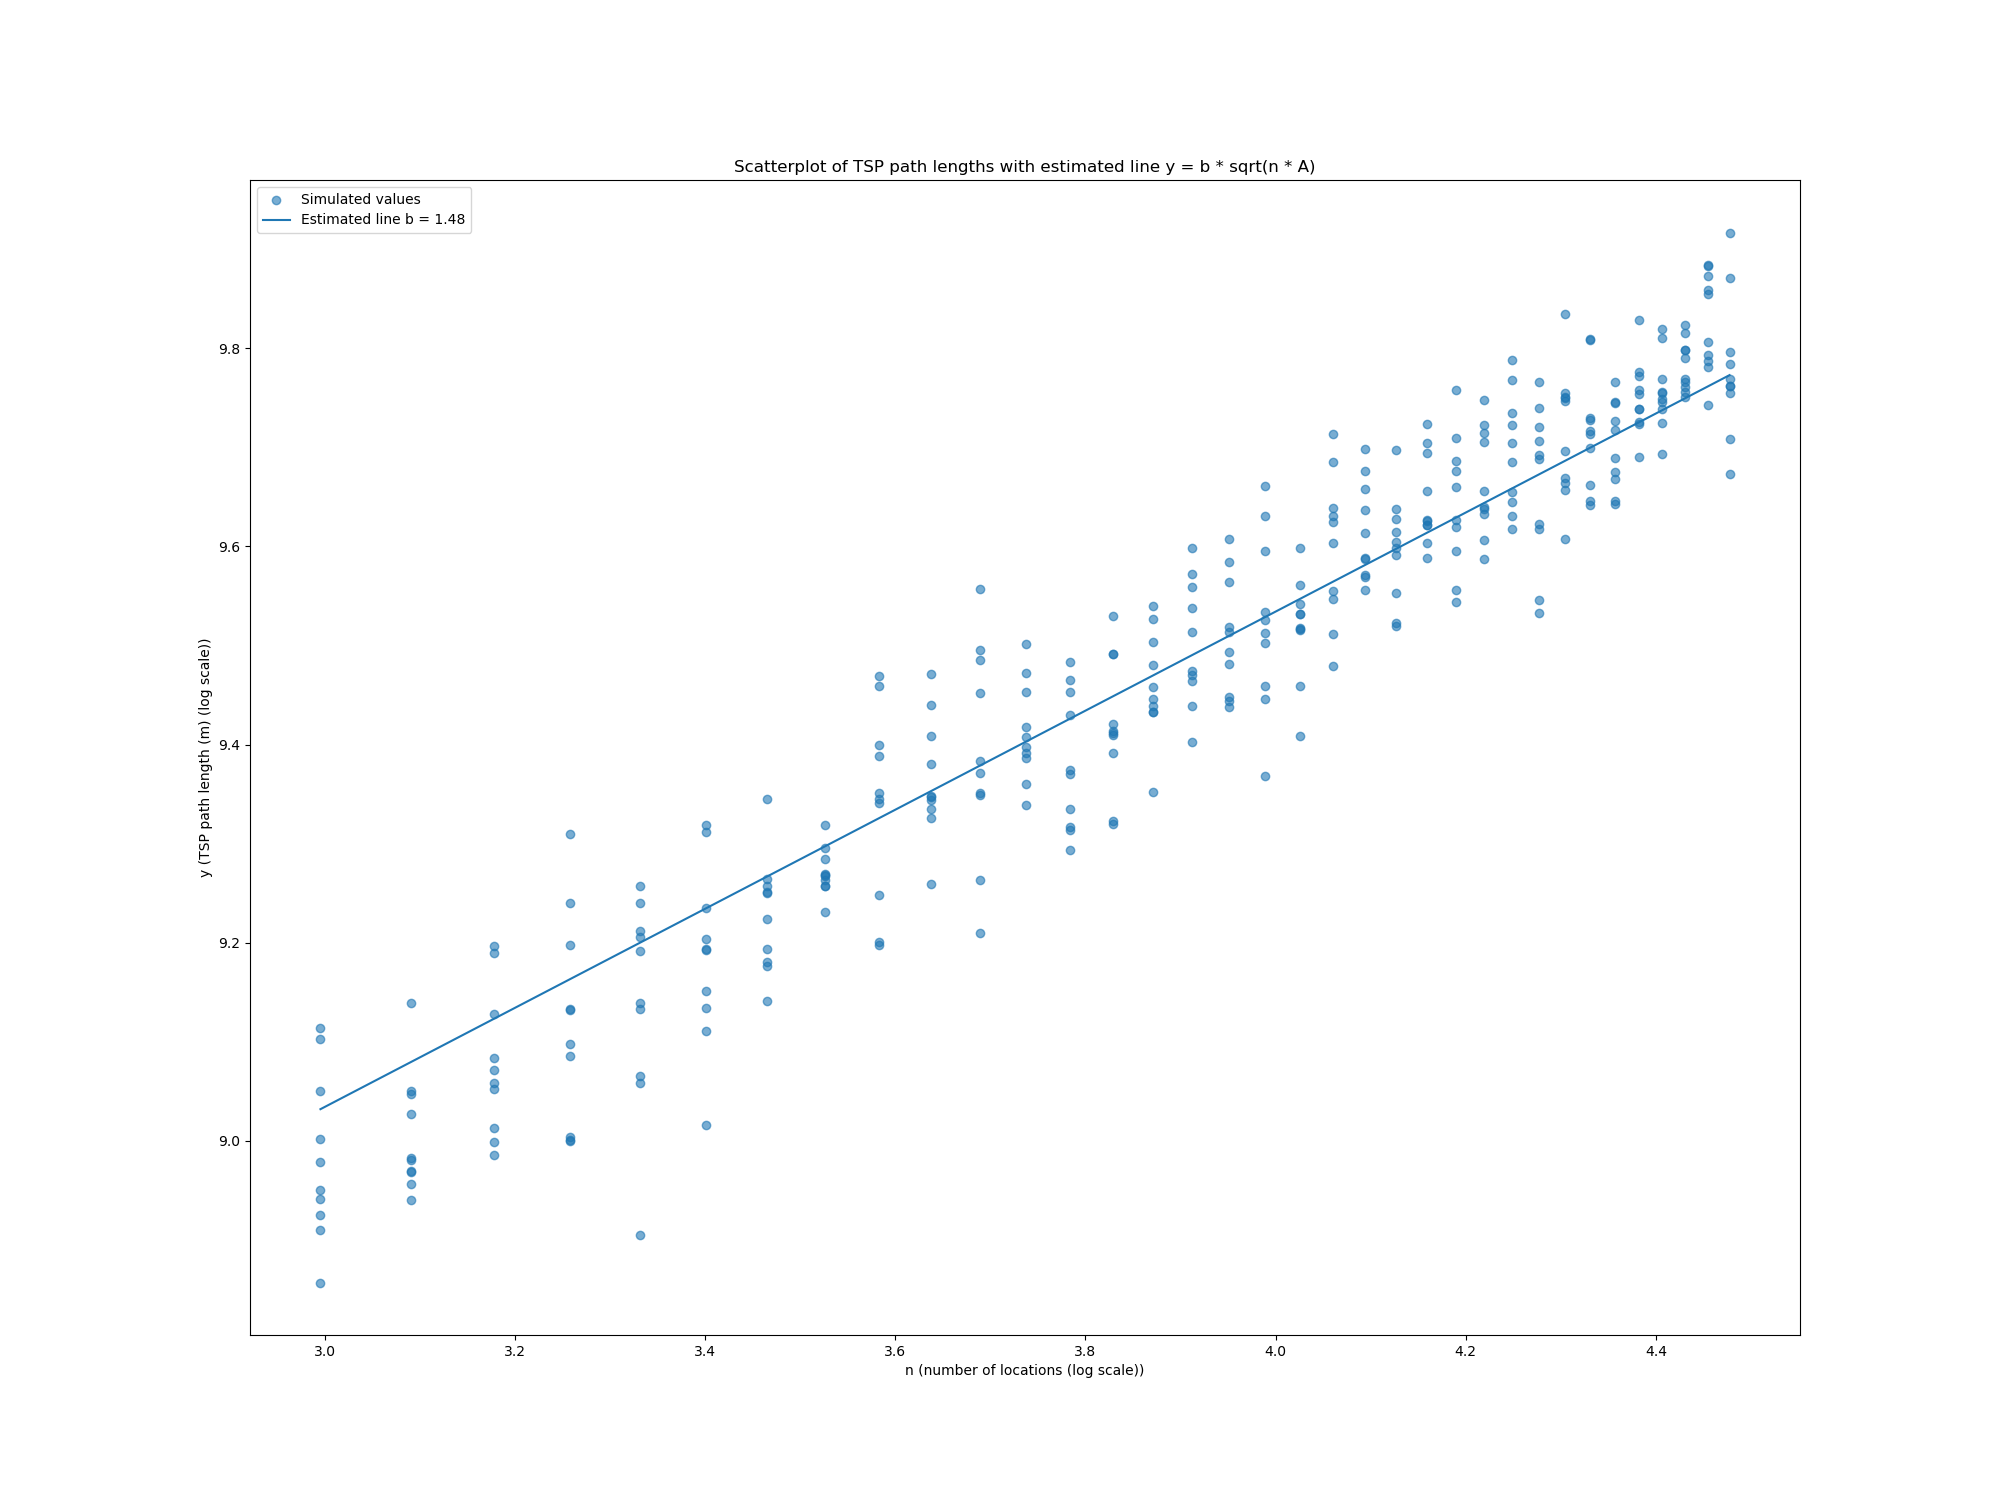 Scatterplot of TSP path lengths with estimated line y = b * sqrt(n * A)
Simulated values
Estimated line b = 1.48
y (TSP path length (m) (log scale))
9.8
9.6
9.4
9.2
9.0
3.0 3.2 3.4 3.6 3.8 4.0 4.2 4.4
n (number of locations (log scale))